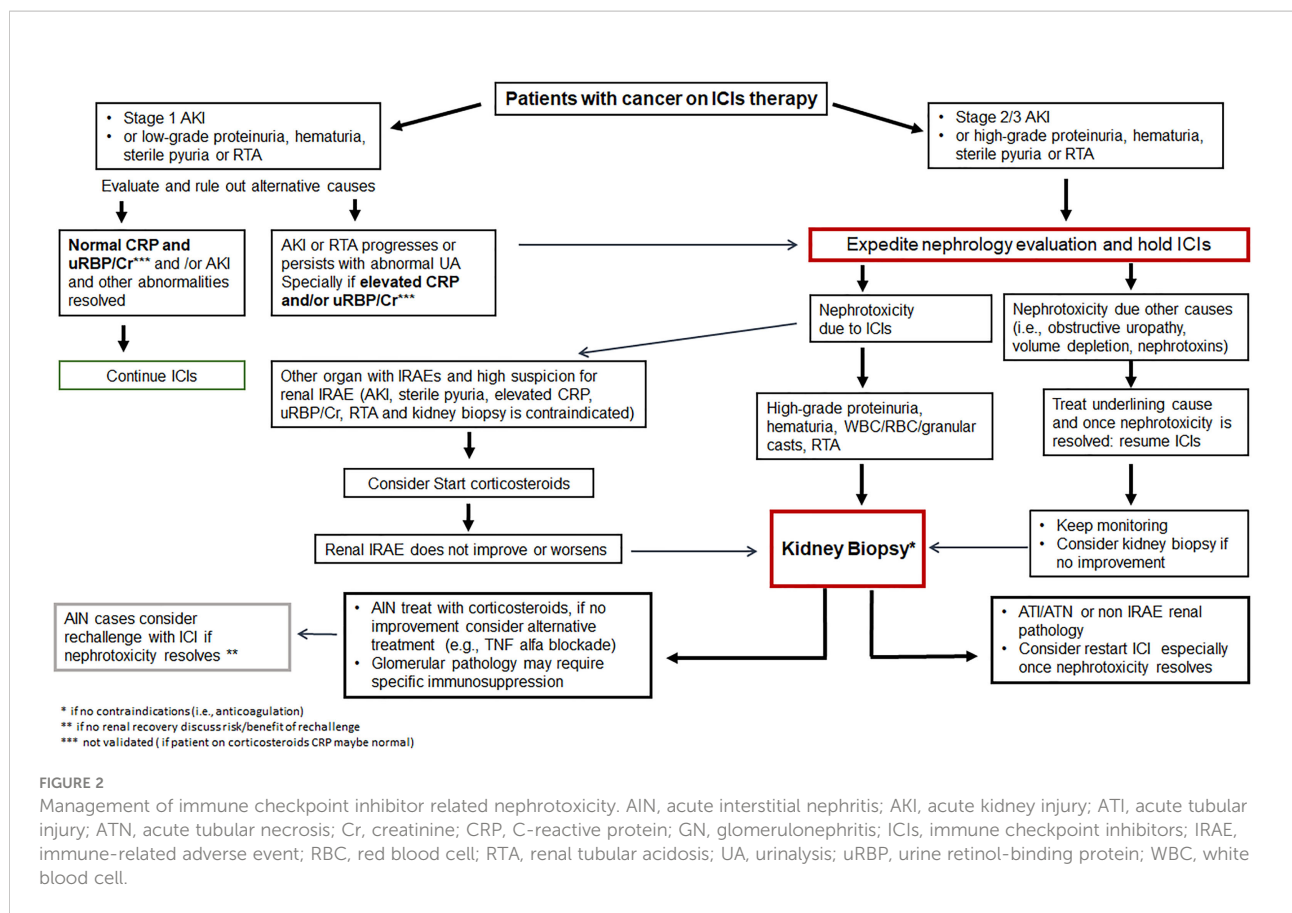 Patients with cancer on ICIs therapy
• Stage 1 AKI
• or low-grade proteinuria, hematuria,
sterile pyuria or RTA
• Stage 2/3 AKI
• or high-grade proteinuria, hematuria,
sterile pyuria or RTA
Evaluate and rule out alternative causes
Normal CRP and
uRBP/Cr*** and /or AKI
and other abnormalities
resolved
AKI or RTA progresses or
persists with abnormal UA
Specially if elevated CRP
and/or uRBP/Cr***
Expedite nephrology evaluation and hold ICIs
Continue ICIs
Nephrotoxicity
due to ICIs
Nephrotoxicity due other causes
(i.e., obstructive uropathy,
volume depletion, nephrotoxins)
Other organ with IRAEs and high suspicion for
renal IRAE (AKI, sterile pyuria, elevated CRP,
uRBP/Cr, RTA and kidney biopsy is contraindicated)
High-grade proteinuria,
hematuria, WBC/RBC/granular
casts, RTA
Treat underlining cause
and once nephrotoxicity is
resolved: resume ICIs
Consider Start corticosteroids
Renal IRAE does not improve or worsens
Kidney Biopsy*
• Keep monitoring
• Consider kidney biopsy if
no improvement
AIN cases consider
rechallenge with ICI if
nephrotoxicity resolves **
• AIN treat with corticosteroids, if no
improvement consider alternative
treatment (e.g., TNF alfa blockade)
• Glomerular pathology may require
specific immunosuppression
• ATI/ATN or non IRAE renal
pathology
• Consider restart ICI especially
once nephrotoxicity resolves
* if no contraindications (i.e., anticoagulation)
** if no renal recovery discuss risk/benefit of rechallenge
*** not validated ( if patient on corticosteroids CRP maybe normal)
FIGURE 2
Management of immune checkpoint inhibitor related nephrotoxicity. AIN, acute interstitial nephritis; AKI, acute kidney injury; ATI, acute tubular
injury; ATN, acute tubular necrosis; Cr, creatinine; CRP, C-reactive protein; GN, glomerulonephritis; ICIs, immune checkpoint inhibitors; IRAE,
immune-related adverse event; RBC, red blood cell; RTA, renal tubular acidosis; UA, urinalysis; uRBP, urine retinol-binding protein; WBC, white
blood cell.